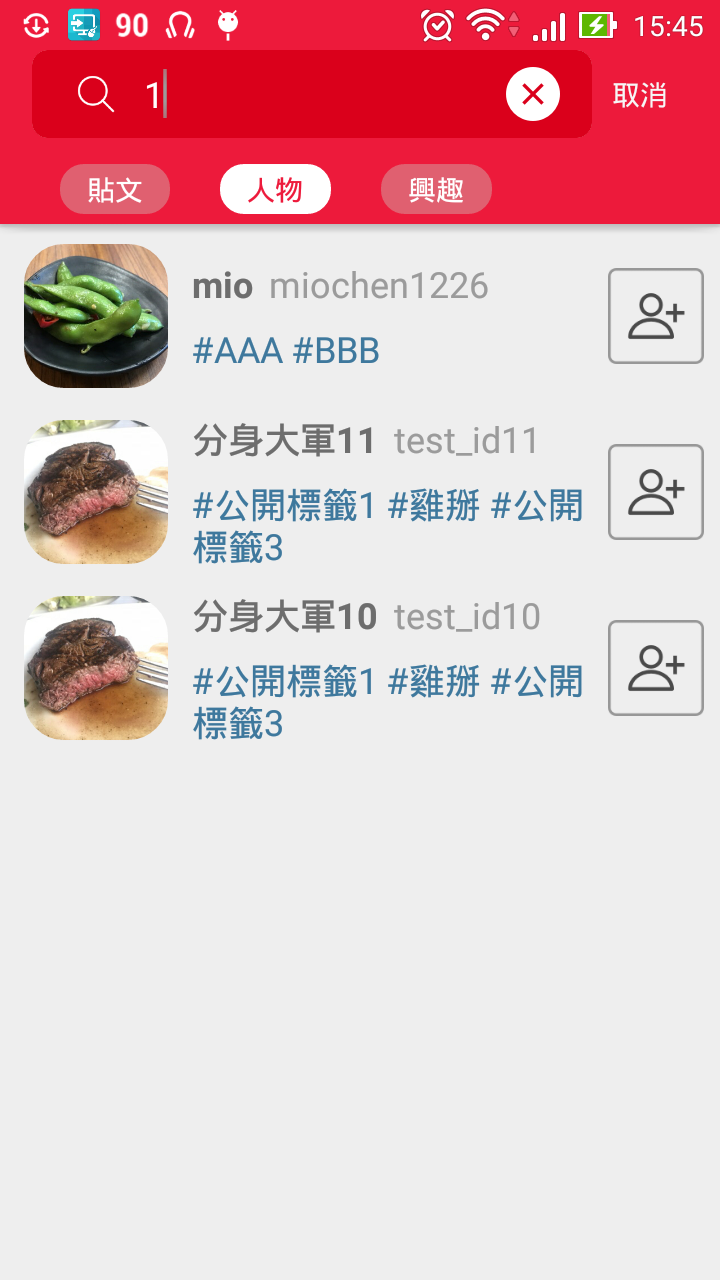 90 15:45
1 取消
貼文 人物 興趣
mio miochen1226
#AAA #BBB
分身大軍11 test_id11
#公開標籤1 #雞掰 #公開
標籤3
分身大軍10 test_id10
#公開標籤1 #雞掰 #公開
標籤3